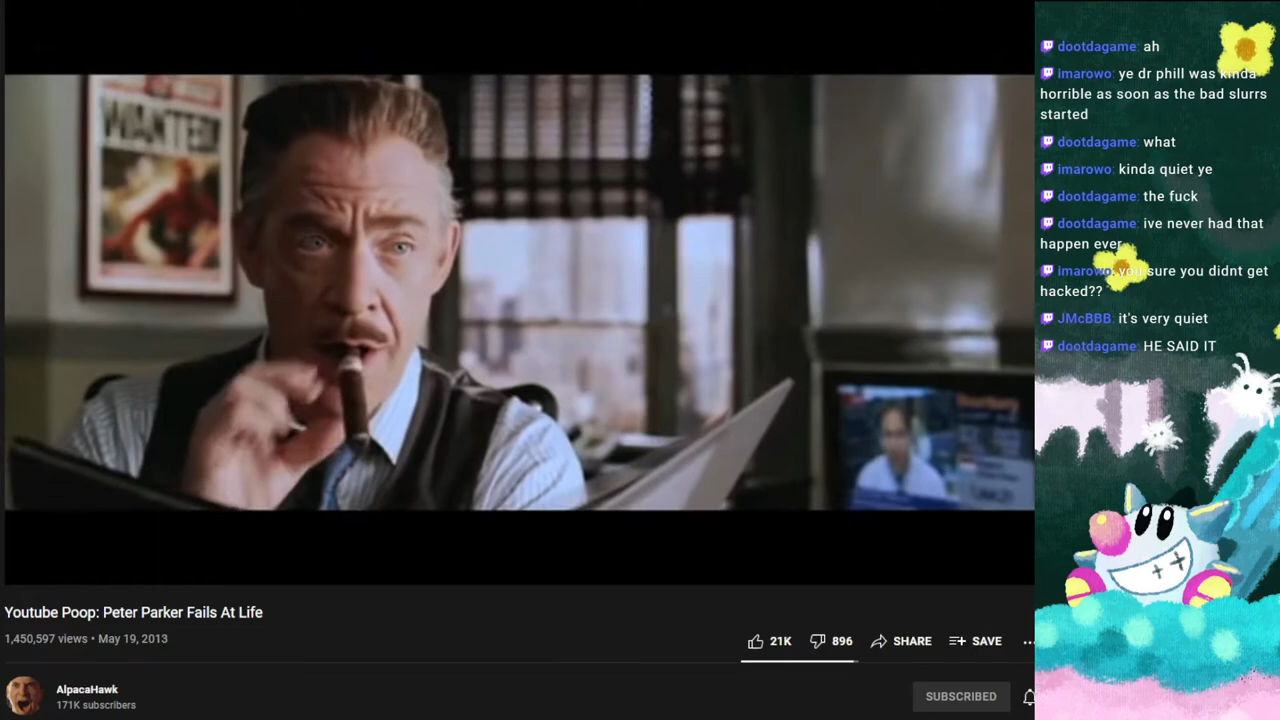 WANTED!
dootdagame: ah
imarowo: ye dr phill was kinda
horrible as soon as the bad slurrs
started
dootdagame: what
imarowo: kinda quiet ye
dootdagame: the fuck
dootdagame: ive never had that
happen ever
imarowo: you sure you didnt get
hacked??
JMcBBB: it's very quiet
dootdagame: HE SAID IT
Youtube Poop: Peter Parker Fails At Life
1,450,597 views • May 19, 2013
21K
896
SHARE
SAVE
AlpacaHawk
171K subscribers
SUBSCRIBED